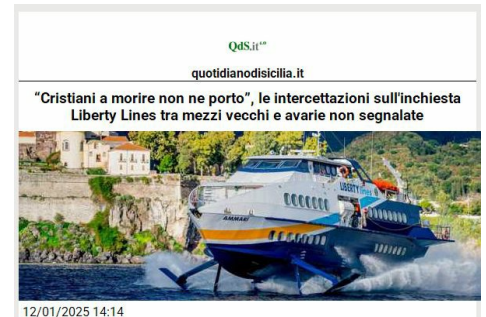 QdS.it
quotidianodisicilia.it
“Cristiani a morire non ne porto”, le intercettazioni sull'inchiesta
Liberty Lines tra mezzi vecchi e avarie non segnalate
LIBERTY Lines
AMMARI
12/01/2025 14:14